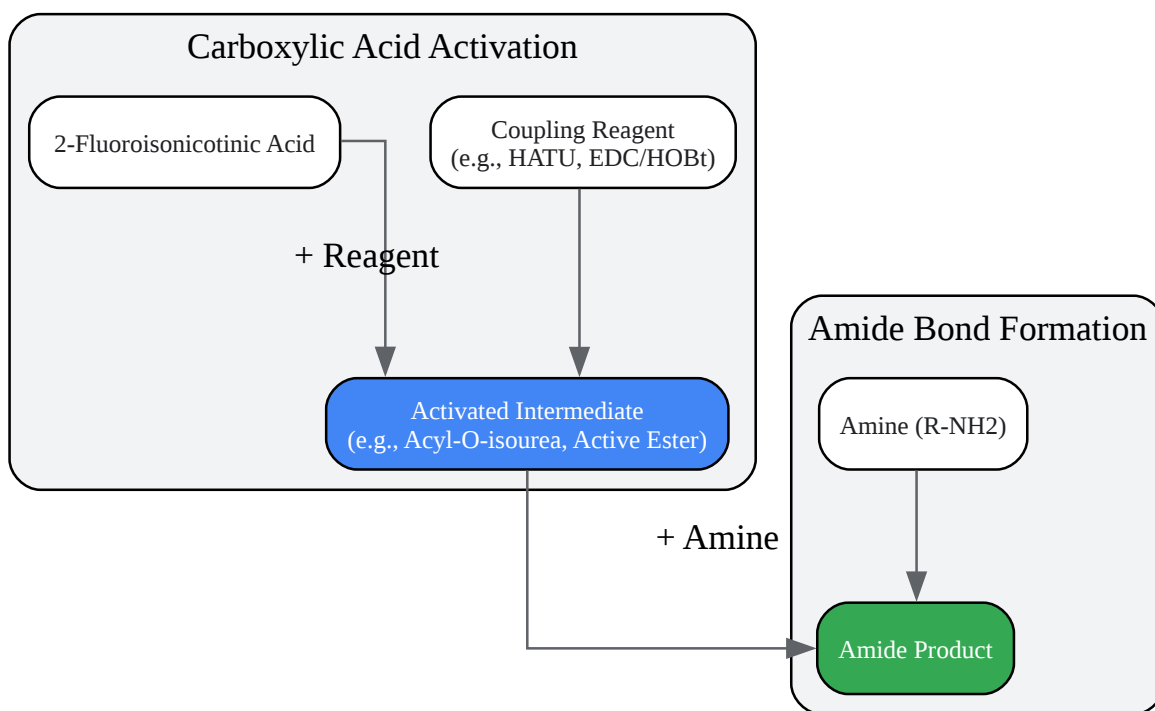 Carboxylic Acid Activation
2-Fluoroisonicotinic Acid
Coupling Reagent
(e.g., HATU, EDC/HOBt)
+ Reagent
Activated Intermediate
(e.g., Acyl-O-isourea, Active Ester)
Amide Bond Formation
Amine (R-NH2)
+ Amine
Amide Product